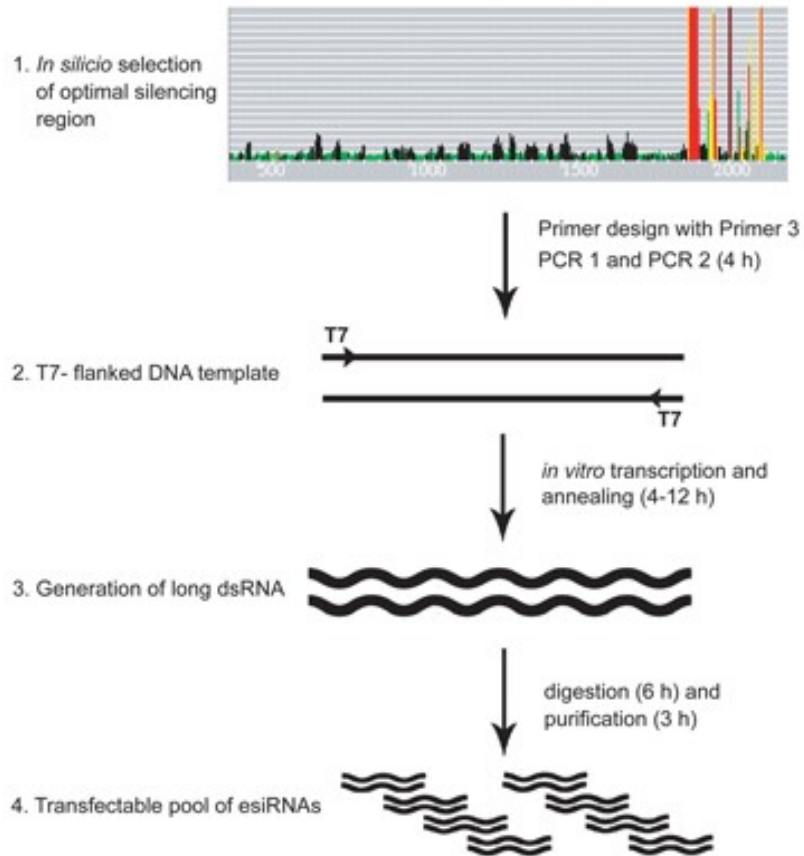 1. In silicio selection
of optimal silencing
region
500 1000 1500 2000
Primer design with Primer 3
PCR 1 and PCR 2 (4 h)
T7
2. T7- flanked DNA template
T7
in vitro transcription and
annealing (4-12 h)
3. Generation of long dsRNA
digestion (6 h) and
purification (3 h)
4. Transfectable pool of esiRNAs